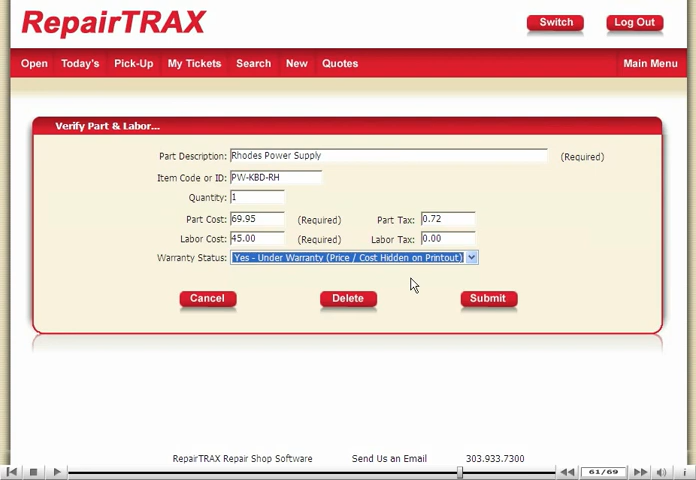 RepairTRAX
Switch
Log Out
Open
Today's
Pick-Up
My Tickets
Search
New
Quotes
Main Menu
Verify Part & Labor...
Part Description: Rhodes Power Supply (Required)
Item Code or ID: PW-KBD-RH
Quantity: 1
Part Cost: 69.95 (Required) Part Tax: 0.72
Labor Cost: 45.00 (Required) Labor Tax: 0.00
Warranty Status: Yes - Under Warranty (Price / Cost Hidden on Printout)
Cancel
Delete
Submit
RepairTRAX Repair Shop Software
Send Us an Email
303.933.7300
61/69
i